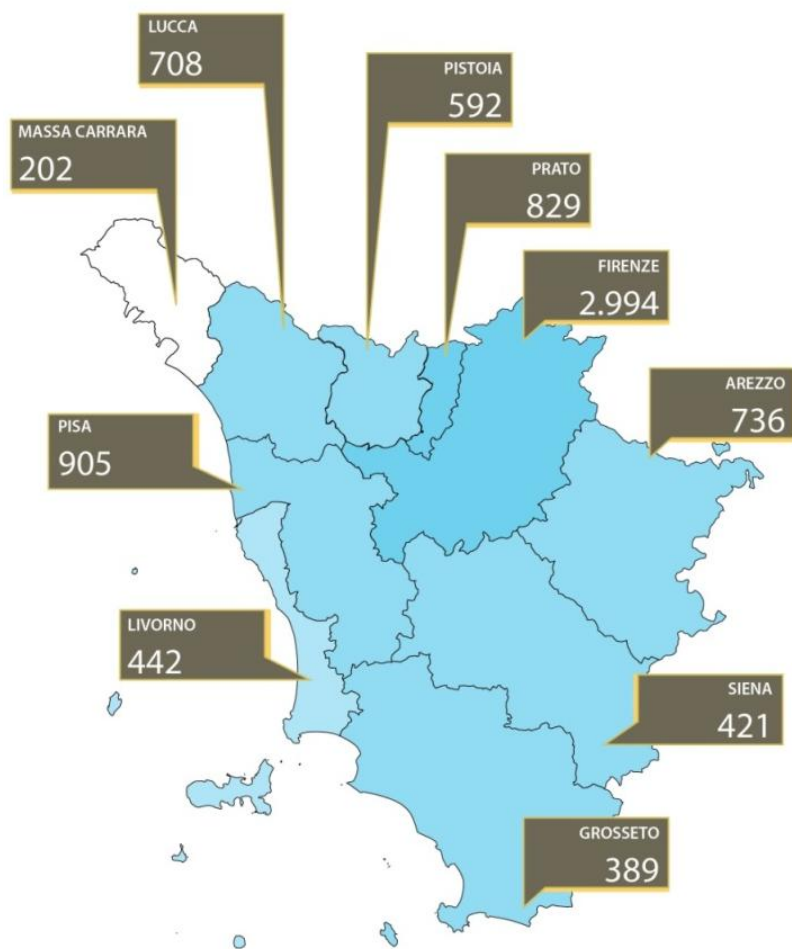 LUCCA
708
PISTOIA
592
MASSA CARRARA
202
PRATO
829
FIRENZE
2.994
AREZZO
736
PISA
905
LIVORNO
442
SIENA
421
GROSSETO
389